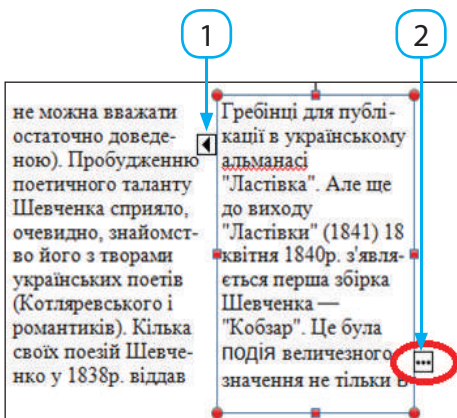 1
2
не можна вважати
остаточно доведе-
ною). Пробудженню
поетичного таланту
Шевченка сприяло,
очевидно, знайомст-
во його з творами
українських поетів
(Котляревського і
романтиків). Кілька
своїх поезій Шевче-
нко у 1838р. віддав
Гребінці для публі-
кації в українському
альманасі
"Ластівка". Але ще
до виходу
"Ластівки" (1841) 18
квітня 1840р. з'явля-
ється перша збірка
Шевченка —
"Кобзар". Це була
подія величезного
значення не тільки в